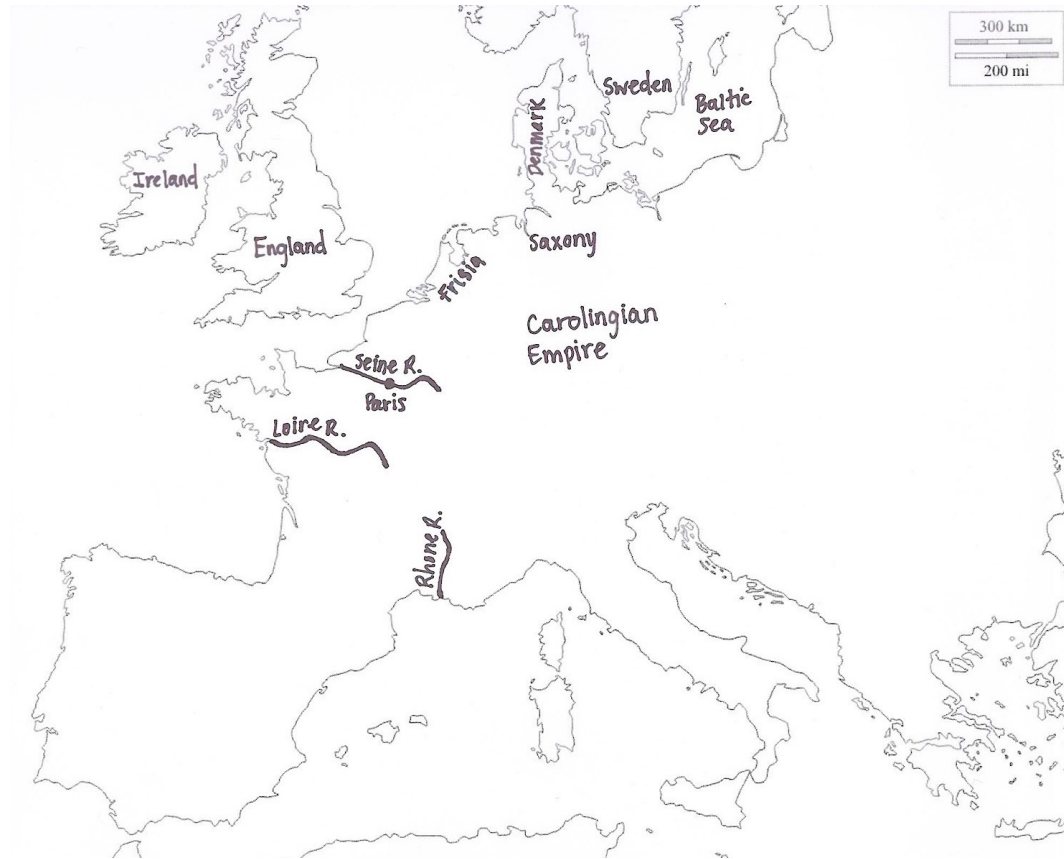 300 km
200 mi
Sweden
Baltic
Sea
Denmark
Ireland
England
Saxony
Frisia
Carolingian
Empire
Seine R.
Paris
Loire R.
Rhone R.